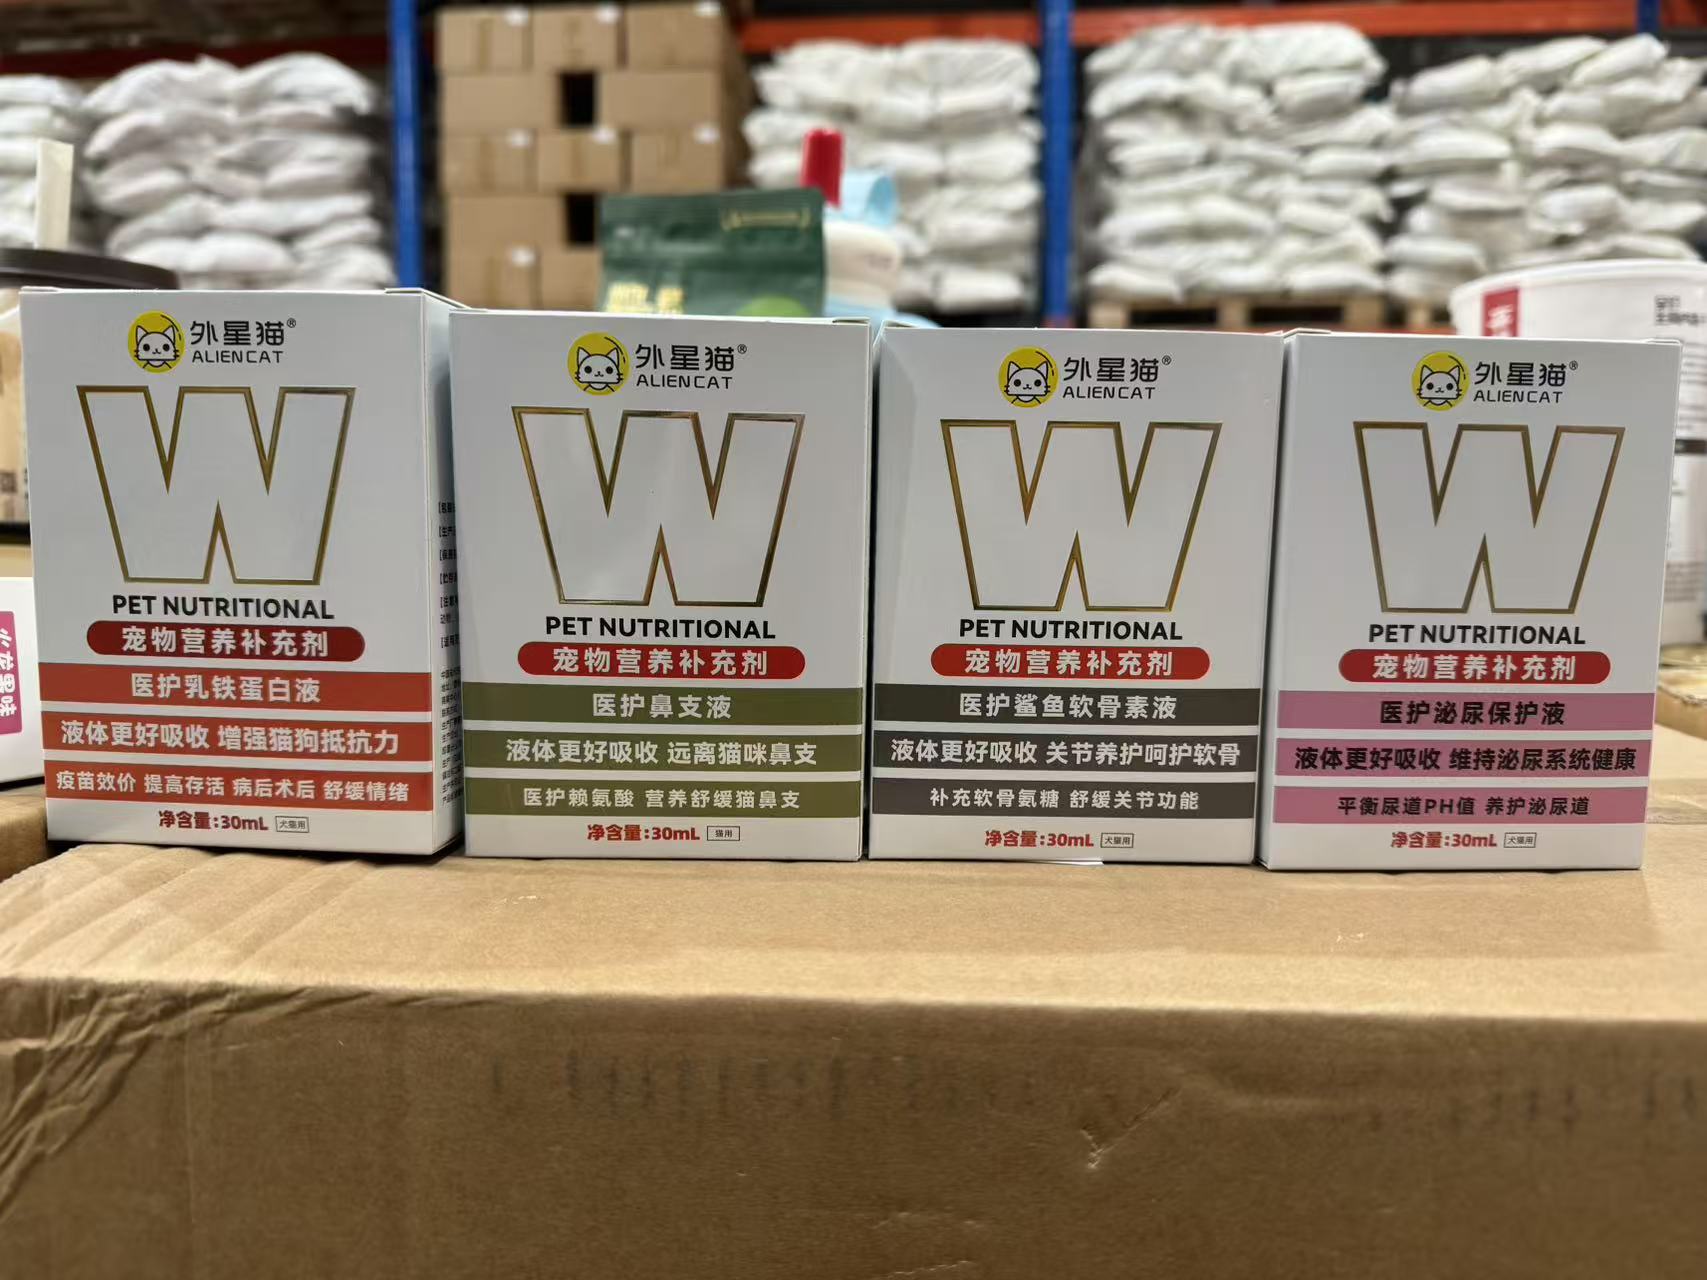 外星猫®
ALIENCAT
W
PET NUTRITIONAL
宠物营养补充剂
医护乳铁蛋白液
液体更好吸收 增强猫狗抵抗力
疫苗效价 提高存活 病后术后 舒缓情绪
净含量:30mL 犬猫用
外星猫®
ALIENCAT
W
PET NUTRITIONAL
宠物营养补充剂
医护鼻支液
液体更好吸收 远离猫咪鼻支
医护赖氨酸 营养舒缓猫鼻支
净含量:30mL 猫用
外星猫®
ALIENCAT
W
PET NUTRITIONAL
宠物营养补充剂
医护鲨鱼软骨素液
液体更好吸收 关节养护呵护软骨
补充软骨氨糖 舒缓关节功能
净含量:30mL 犬猫用
外星猫®
ALIENCAT
W
PET NUTRITIONAL
宠物营养补充剂
医护泌尿保护液
液体更好吸收 维持泌尿系统健康
平衡尿道PH值 养护泌尿道
净含量:30mL 犬猫用
火龙果味